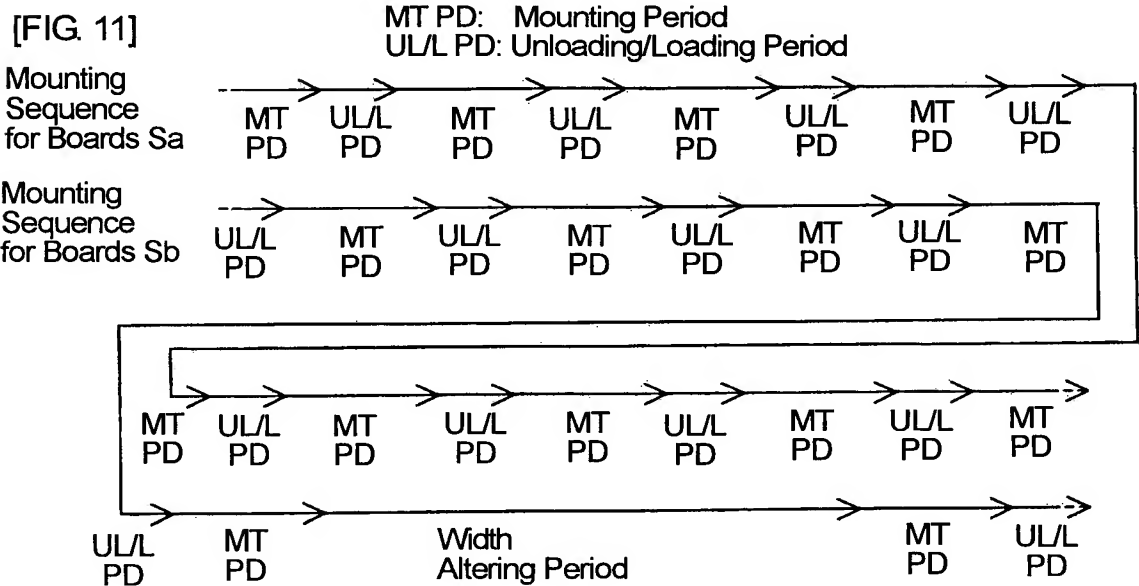 [FIG. 11]
MT PD: Mounting Period
UL/L PD: Unloading/Loading Period
Mounting
Sequence
for Boards Sa
MT PD UL/L PD MT PD UL/L PD MT PD UL/L PD MT PD UL/L PD
Mounting
Sequence
for Boards Sb
UL/L PD MT PD UL/L PD MT PD UL/L PD MT PD UL/L PD MT PD
MT PD UL/L PD MT PD UL/L PD MT PD UL/L PD MT PD UL/L PD MT PD
UL/L PD MT PD Width Altering Period MT PD UL/L PD